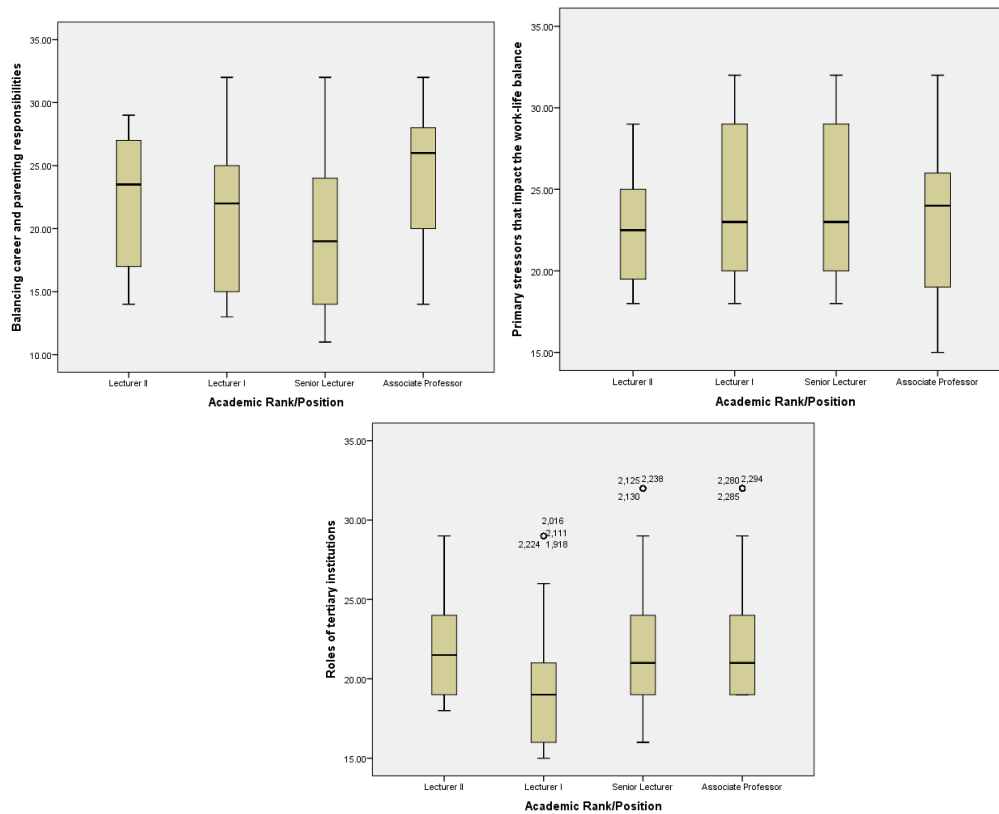 Balancing career and parenting responsibilities
35.00
30.00
25.00
20.00
15.00
10.00
Lecturer II
Lecturer I
Senior Lecturer
Associate Professor
Academic Rank/Position
Primary stressors that impact the work-life balance
35.00
30.00
25.00
20.00
15.00
Lecturer II
Lecturer I
Senior Lecturer
Associate Professor
Academic Rank/Position
Roles of tertiary institutions
35.00
30.00
25.00
20.00
15.00
2,016
2,111
2,224 1,918
2,125 2,238
2,130
2,280 2,294
2,285
Lecturer II
Lecturer I
Senior Lecturer
Associate Professor
Academic Rank/Position